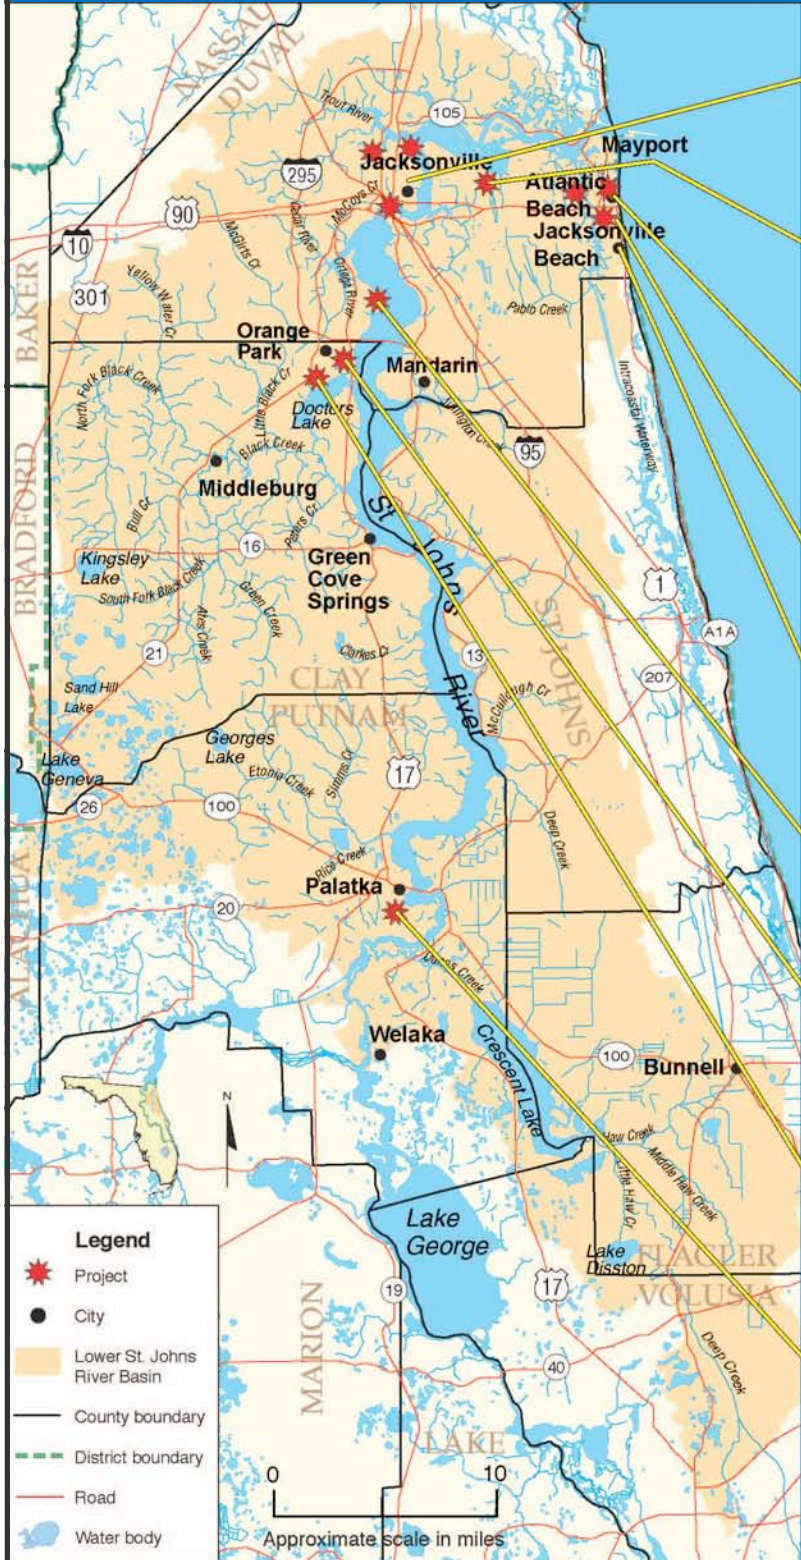 NASSAU
DUVAL
Trout River
105
Mayport
Jacksonville
295
Atlantic
Beach
McCoys Cr
90
Cedar River
Jacksonville
Beach
McGirts Cr
10
Ortega River
Yellow Water Cr
301
BAKER
Pablo Creek
Orange
Park
Mandarin
North Fork Black Creek
Little Black Cr
Intracoastal Waterway
Doctors
Lake
Black Creek
95
Middleburg
BRADFORD
Bull Cr
Peters Cr
St Johns River
16
Green
Cove
Springs
Kingsley
Lake
South Fork Black Creek
Green Creek
Ates Creek
1
ST JOHNS
A1A
21
Clarkes Cr
13
207
CLAY
PUTNAM
Sand Hill
Lake
McCullough Cr
Georges
Lake
Lake
Geneva
Etonia Creek
Simms Cr
17
26
100
Deep Creek
Rice Creek
Palatka
20
ALACHUA
Creek
Welaka
Crescent Lake
100
Bunnell
N
Haw Creek
Middle Haw Creek
Little Haw Cr
Lake
George
Lake
Disston
FLAGLER
VOLUSIA
17
19
MARION
40
Deep Creek
LAKE
Legend
Project
City
Lower St. Johns
River Basin
County boundary
District boundary
Road
Water body
0 10
Approximate scale in miles